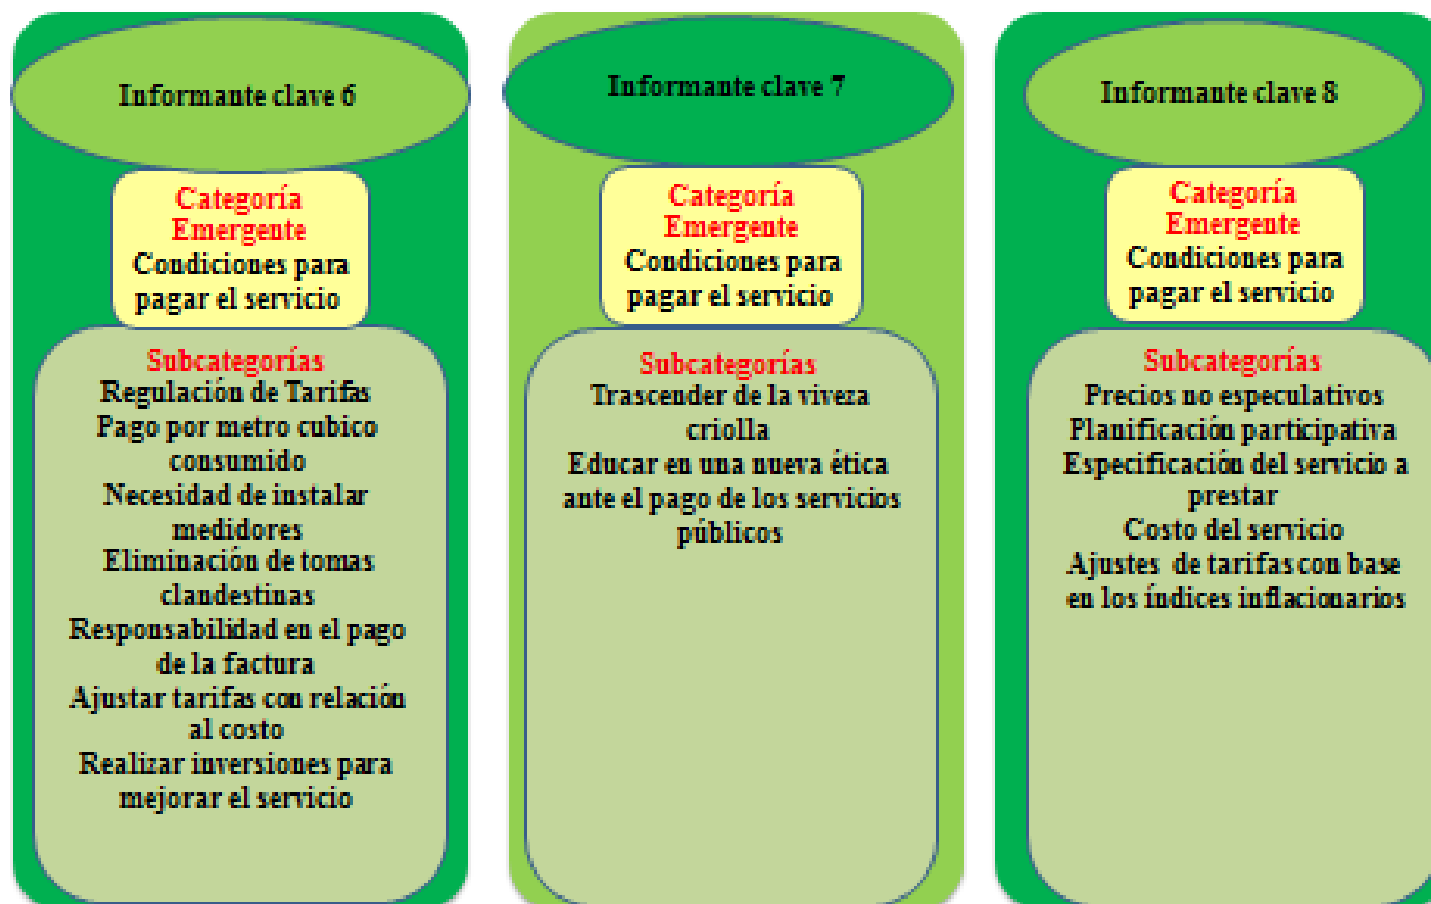 Informante clave 6
Categoría
Emergente
Condiciones para
pagar el servicio
Subcategorías
Regulación de Tarifas
Pago por metro cubico
consumido
Necesidad de instalar
medidores
Eliminación de tomas
clandestinas
Responsabilidad en el pago
de la factura
Ajustar tarifas con relación
al costo
Realizar inversiones para
mejorar el servicio
Informante clave 7
Categoría
Emergente
Condiciones para
pagar el servicio
Subcategorías
Trascender de la viveza
criolla
Educar en una nueva ética
ante el pago de los servicios
públicos
Informante clave 8
Categoría
Emergente
Condiciones para
pagar el servicio
Subcategorías
Precios no especulativos
Planificación participativa
Especificación del servicio a
prestar
Costo del servicio
Ajustes de tarifas con base
en los índices inflacionarios